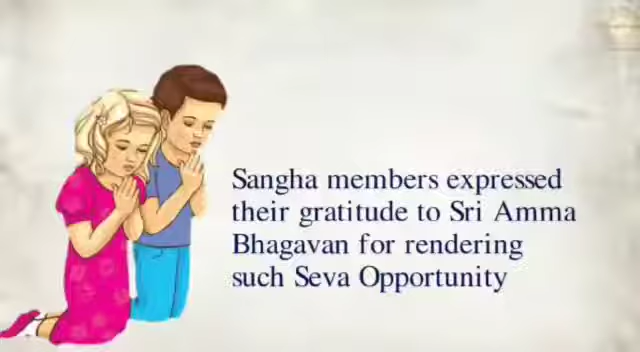 Sangha members expressed
their gratitude to Sri Amma
Bhagavan for rendering
such Seva Opportunity